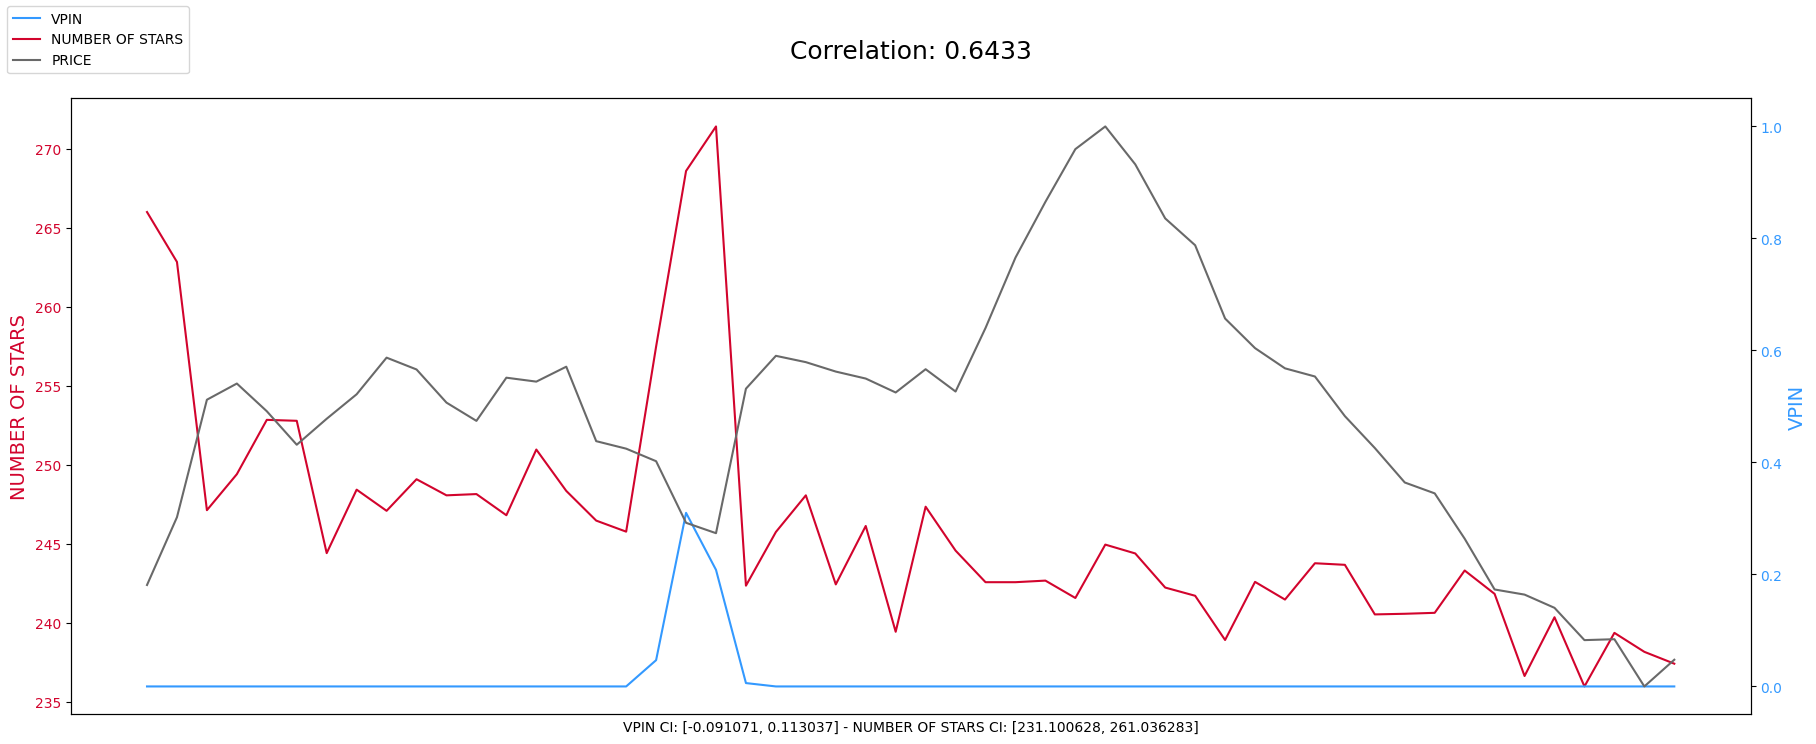 VPIN
NUMBER OF STARS
PRICE
Correlation: 0.6433
270
265
260
255
250
245
240
235
NUMBER OF STARS
1.0
0.8
0.6
0.4
0.2
0.0
VPIN
VPIN CI: [-0.091071, 0.113037] - NUMBER OF STARS CI: [231.100628, 261.036283]